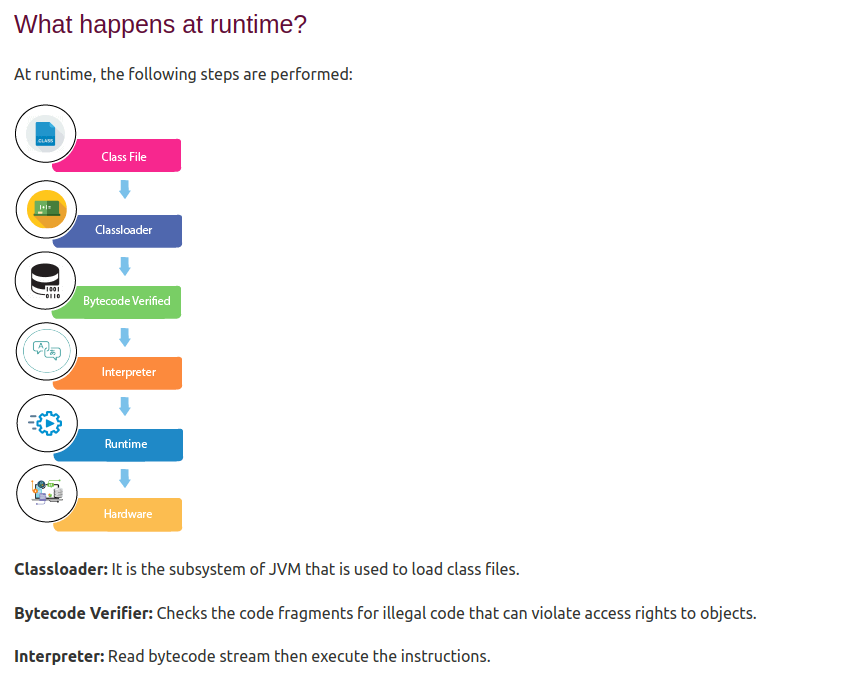 What happens at runtime?
At runtime, the following steps are performed:
.CLASS
Class File
Classloader
Bytecode Verified
1001
0110
A
あ
Interpreter
Runtime
Hardware
Classloader: It is the subsystem of JVM that is used to load class files.
Bytecode Verifier: Checks the code fragments for illegal code that can violate access rights to objects.
Interpreter: Read bytecode stream then execute the instructions.